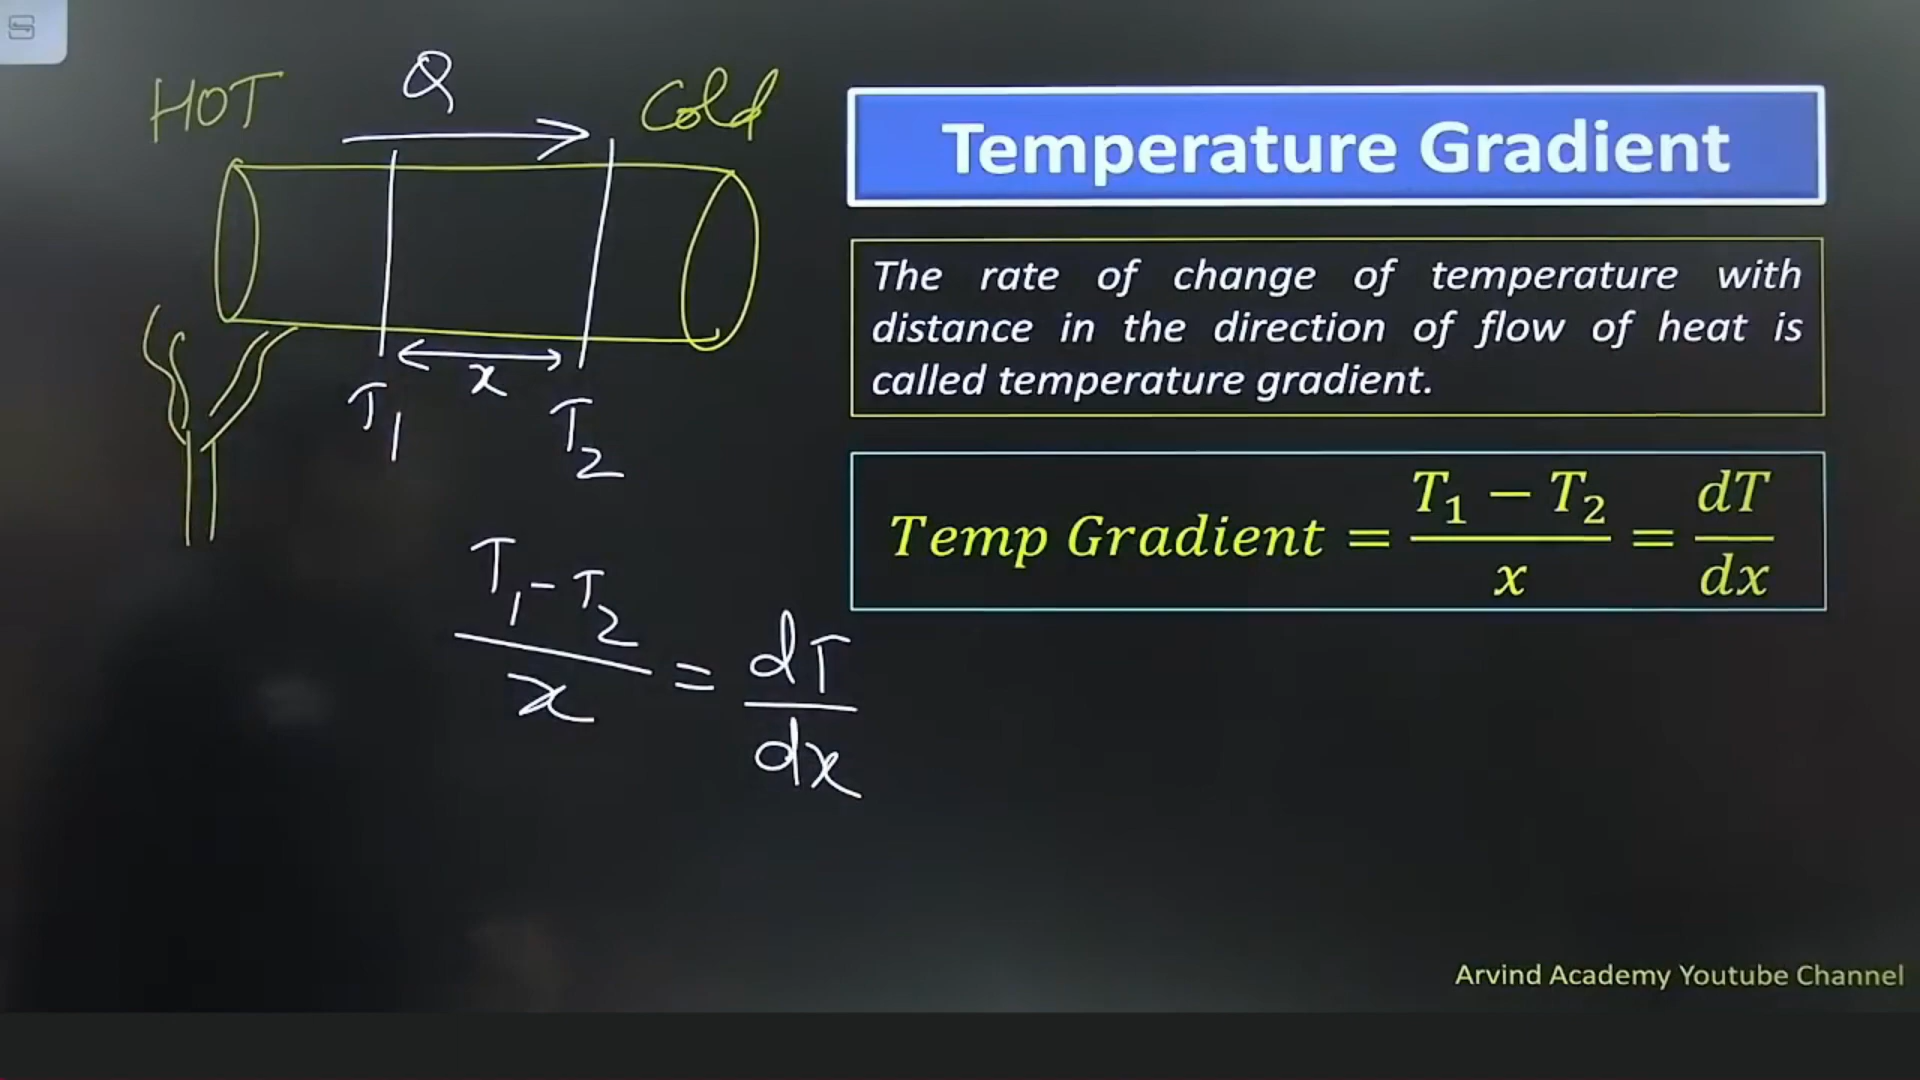 HOT
Q
Cold
x
T1
T2
T1 - T2
x
=
dT
dx
Temperature Gradient
The rate of change of temperature with
distance in the direction of flow of heat is
called temperature gradient.
Temp Gradient = T1 − T2 / x = dT / dx
Arvind Academy Youtube Channel